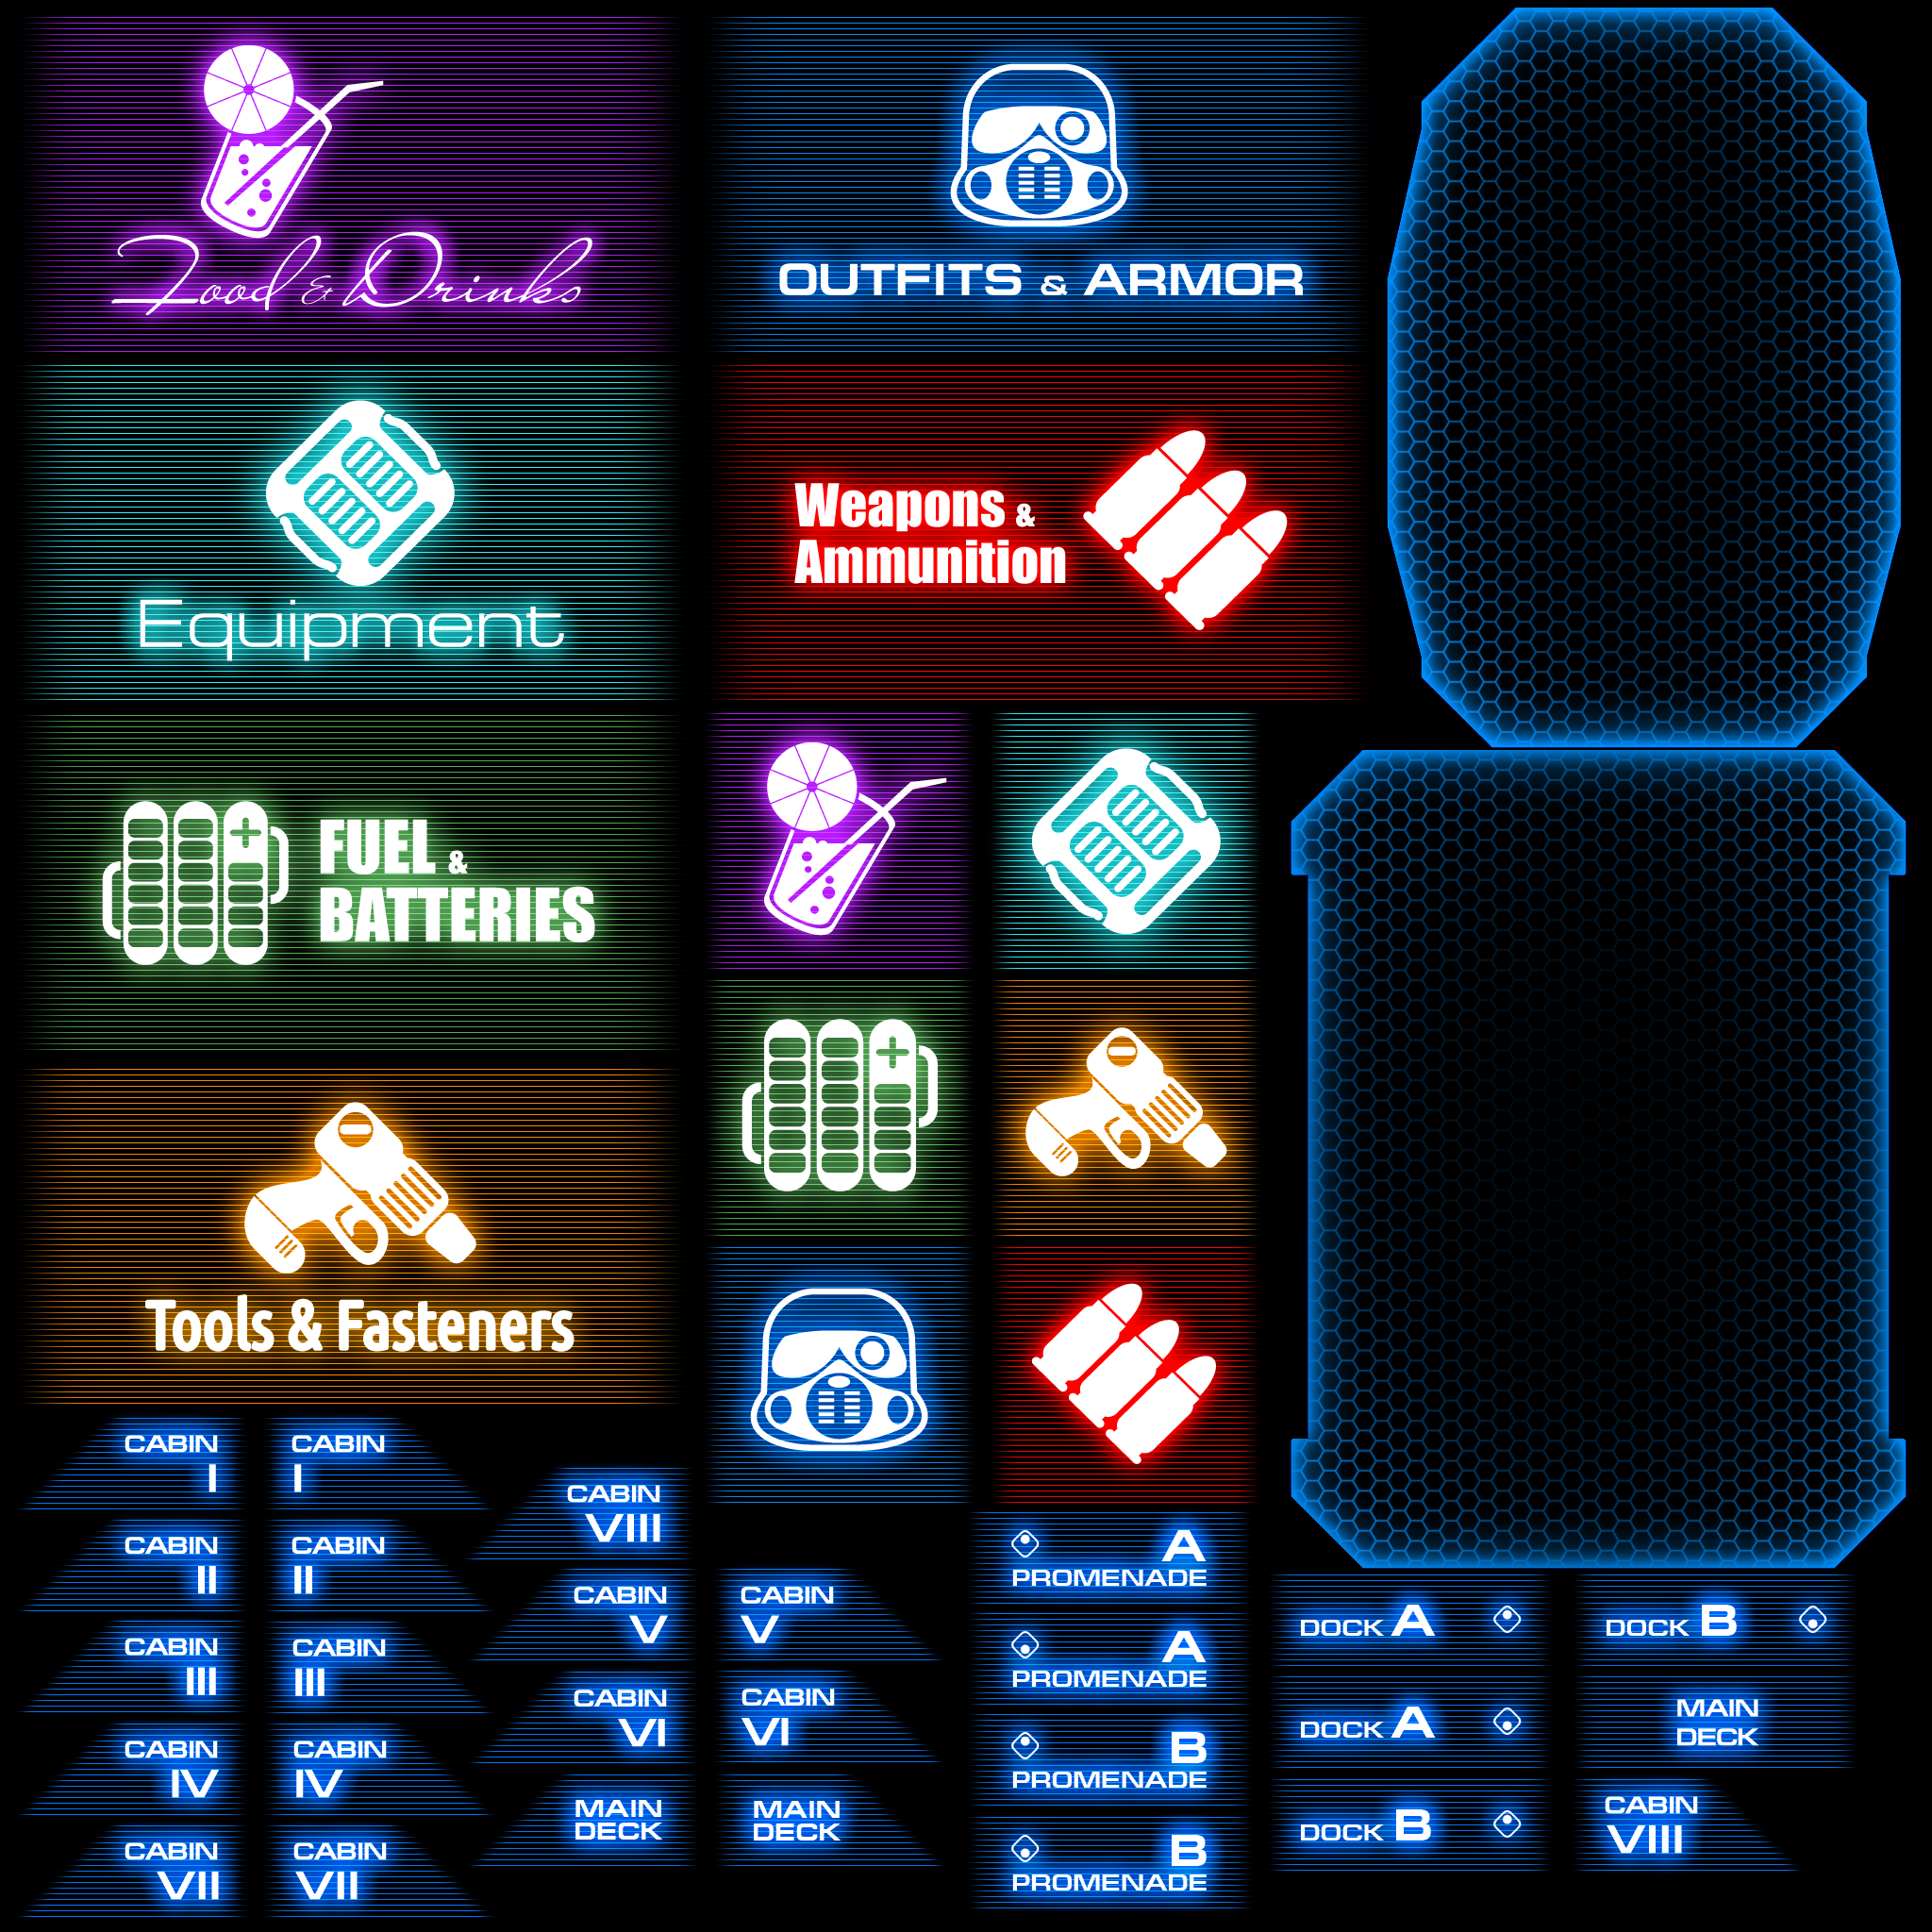 Food & Drinks
OUTFITS & ARMOR
Equipment
Weapons &
Ammunition
FUEL &
BATTERIES
Tools & Fasteners
CABIN
I
CABIN
I
CABIN
II
CABIN
II
CABIN
III
CABIN
III
CABIN
IV
CABIN
IV
CABIN
VII
CABIN
VII
CABIN
VIII
CABIN
V
CABIN
V
CABIN
VI
CABIN
VI
MAIN
DECK
MAIN
DECK
A
PROMENADE
A
PROMENADE
B
PROMENADE
B
PROMENADE
DOCK A
DOCK A
DOCK B
DOCK B
MAIN
DECK
CABIN
VIII